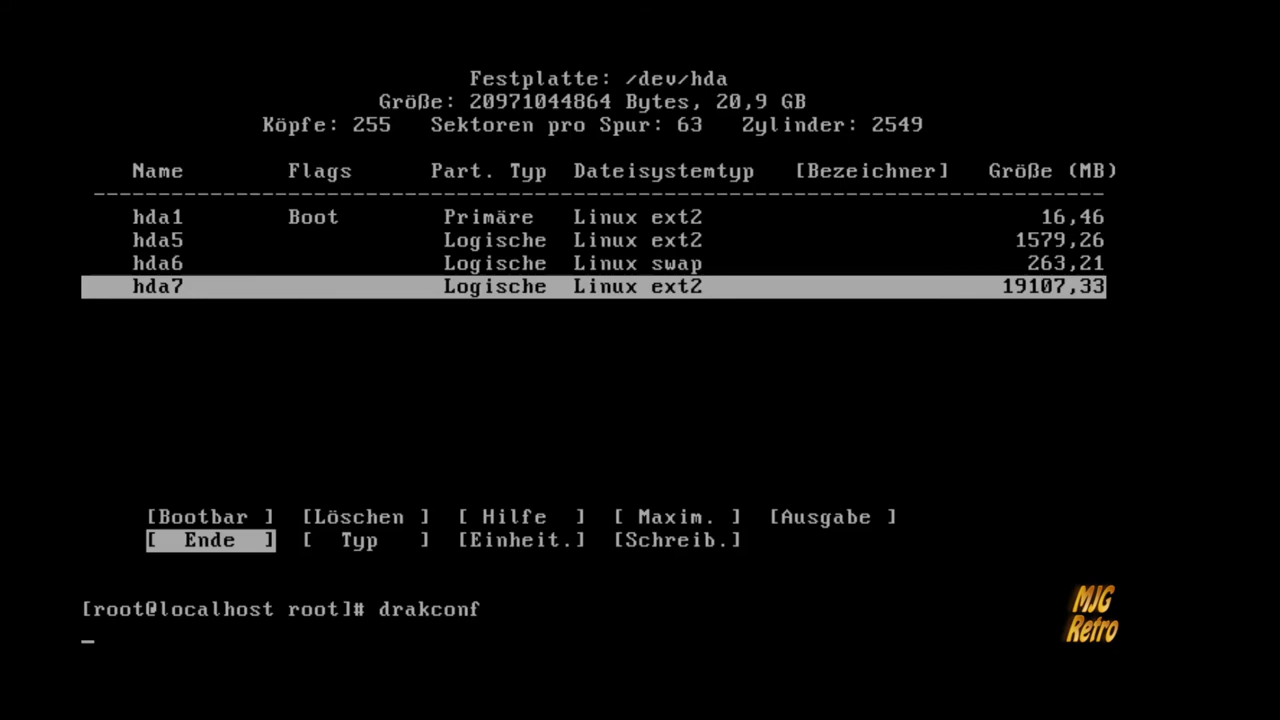 Festplatte: /dev/hda
Größe: 20971044864 Bytes, 20,9 GB
Köpfe: 255 Sektoren pro Spur: 63 Zylinder: 2549
Name Flags Part. Typ Dateisystemtyp [Bezeichner] Größe (MB)
------------------------------------------------------------------------------
hda1 Boot Primäre Linux ext2 16,46
hda5 Logische Linux ext2 1579,26
hda6 Logische Linux swap 263,21
hda7 Logische Linux ext2 19107,33
[Bootbar ] [Löschen ] [ Hilfe ] [ Maxim. ] [Ausgabe ]
[ Ende ] [ Typ ] [Einheit.] [Schreib.]
[root@localhost root]# drakconf
_
MJG
Retro